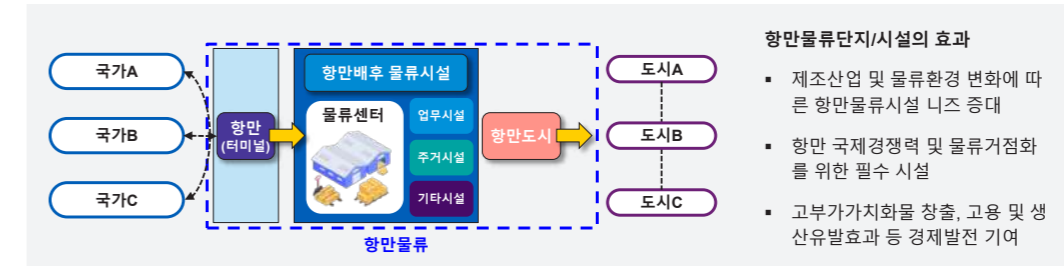 국가A
국가B
국가C
항만
(터미널)
항만배후 물류시설
물류센터
업무시설
주거시설
기타시설
항만도시
항만물류
도시A
도시B
도시C
항만물류단지/시설의 효과
▪ 제조산업 및 물류환경 변화에 따
른 항만물류시설 니즈 증대
▪ 항만 국제경쟁력 및 물류거점화
를 위한 필수 시설
▪ 고부가가치화물 창출, 고용 및 생
산유발효과 등 경제발전 기여